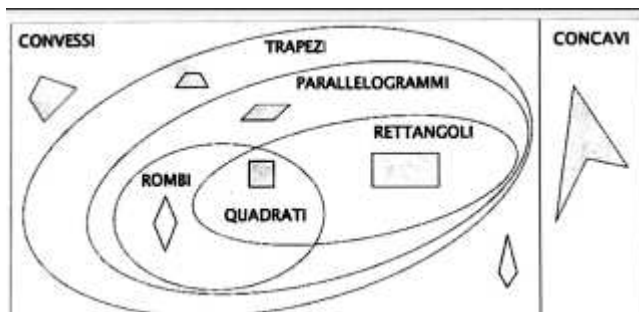 CONVESSI
TRAPEZI
CONCAVI
PARALLELOGRAMMI
RETTANGOLI
ROMBI
QUADRATI